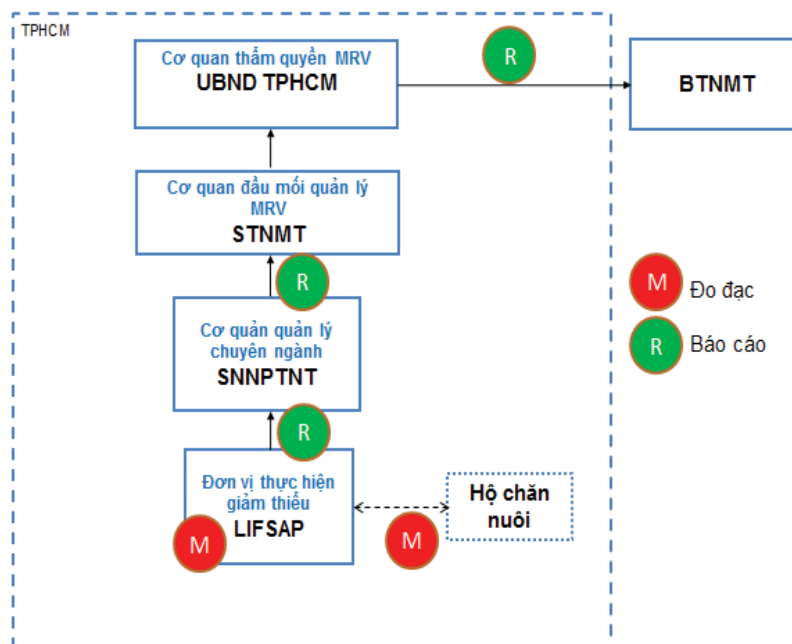 TPHCM
Cơ quan thẩm quyền MRV
UBND TPHCM
R
BTNMT
Cơ quan đầu mối quản lý
MRV
STNMT
R
M
Đo đạc
R
Báo cáo
Cơ quản quản lý
chuyên ngành
SNNPTNT
R
Đơn vị thực hiện
giảm thiểu
LIFSAP
M
M
Hộ chăn
nuôi